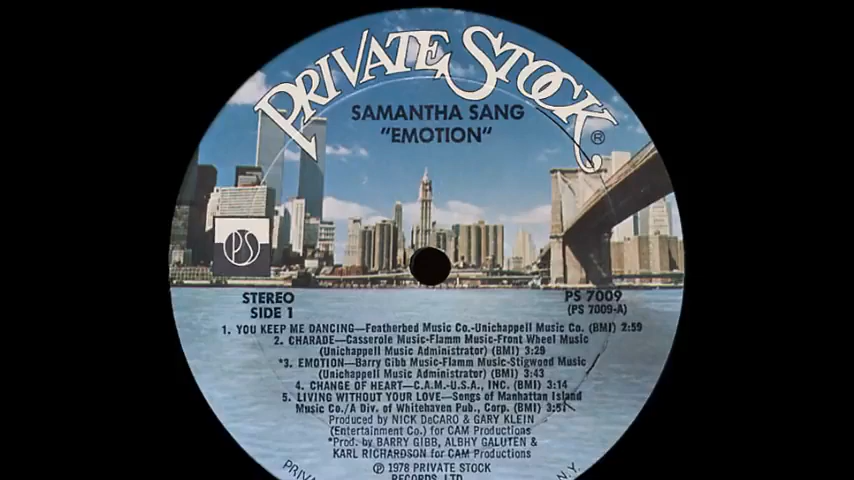 PRIVATE STOCK ®
SAMANTHA SANG
"EMOTION"
PS
STEREO
SIDE 1
PS 7009
(PS 7009-A)
1. YOU KEEP ME DANCING—Featherbed Music Co.-Unichappell Music Co. (BMI) 2:59
2. CHARADE—Casserole Music-Flamm Music-Front Wheel Music
(Unichappell Music Administrator) (BMI) 3:29
*3. EMOTION—Barry Gibb Music-Flamm Music-Stigwood Music
(Unichappell Music Administrator) (BMI) 3:43
4. CHANGE OF HEART—C.A.M.-U.S.A., INC. (BMI) 3:14
5. LIVING WITHOUT YOUR LOVE—Songs of Manhattan Island
Music Co./A Div. of Whitehaven Pub., Corp. (BMI)
Produced by NICK DeCARO & GARY KLEIN
(Entertainment Co.) for CAM Productions
*Prod. by BARRY GIBB, ALBHY GALUTEN &
KARL RICHARDSON for CAM Productions
℗ 1978 PRIVATE STOCK
RECORDS, LTD.
N.Y.